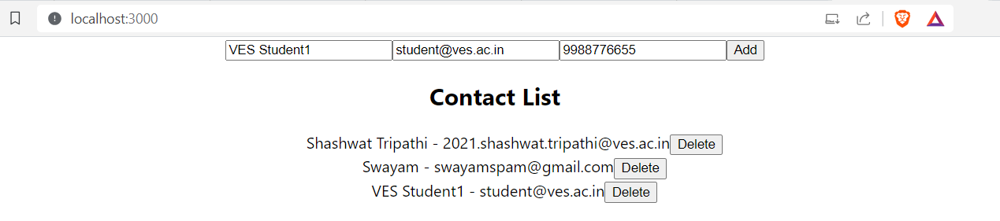 localhost:3000
VES Student1 student@ves.ac.in 9988776655 Add
Contact List
Shashwat Tripathi - 2021.shashwat.tripathi@ves.ac.in Delete
Swayam - swayamspam@gmail.com Delete
VES Student1 - student@ves.ac.in Delete